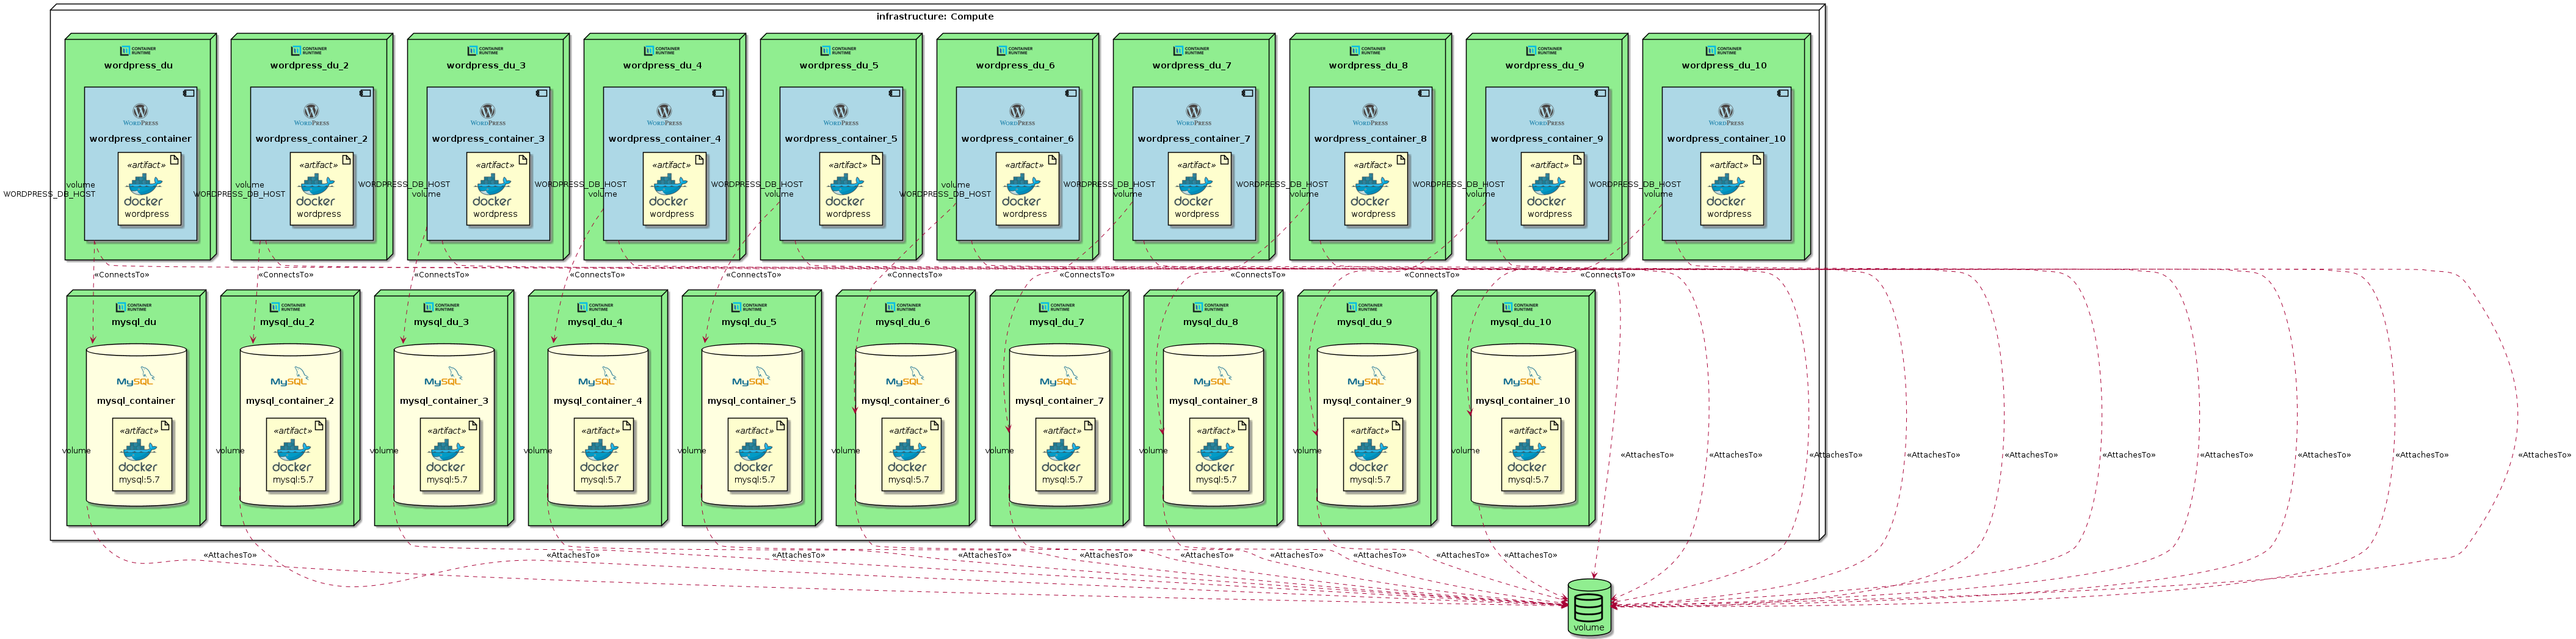 infrastructure: Compute
CONTAINER RUNTIME CONTAINER RUNTIME CONTAINER RUNTIME CONTAINER RUNTIME CONTAINER RUNTIME CONTAINER RUNTIME CONTAINER RUNTIME CONTAINER RUNTIME CONTAINER RUNTIME CONTAINER RUNTIME
wordpress_du wordpress_du_2 wordpress_du_3 wordpress_du_4 wordpress_du_5 wordpress_du_6 wordpress_du_7 wordpress_du_8 wordpress_du_9 wordpress_du_10
WORDPRESS WORDPRESS WORDPRESS WORDPRESS WORDPRESS WORDPRESS WORDPRESS WORDPRESS WORDPRESS WORDPRESS
wordpress_container wordpress_container_2 wordpress_container_3 wordpress_container_4 wordpress_container_5 wordpress_container_6 wordpress_container_7 wordpress_container_8 wordpress_container_9 wordpress_container_10
«artifact» «artifact» «artifact» «artifact» «artifact» «artifact» «artifact» «artifact» «artifact» «artifact»
volume volume WORDPRESS_DB_HOST WORDPRESS_DB_HOST WORDPRESS_DB_HOST volume WORDPRESS_DB_HOST WORDPRESS_DB_HOST WORDPRESS_DB_HOST WORDPRESS_DB_HOST
WORDPRESS_DB_HOST WORDPRESS_DB_HOST volume volume volume WORDPRESS_DB_HOST volume volume volume volume
docker docker docker docker docker docker docker docker docker docker
wordpress wordpress wordpress wordpress wordpress wordpress wordpress wordpress wordpress wordpress
«ConnectsTo» «ConnectsTo» «ConnectsTo» «ConnectsTo» «ConnectsTo» «ConnectsTo» «ConnectsTo» «ConnectsTo» «ConnectsTo» «ConnectsTo»
CONTAINER RUNTIME CONTAINER RUNTIME CONTAINER RUNTIME CONTAINER RUNTIME CONTAINER RUNTIME CONTAINER RUNTIME CONTAINER RUNTIME CONTAINER RUNTIME CONTAINER RUNTIME CONTAINER RUNTIME
mysql_du mysql_du_2 mysql_du_3 mysql_du_4 mysql_du_5 mysql_du_6 mysql_du_7 mysql_du_8 mysql_du_9 mysql_du_10
MySQL MySQL MySQL MySQL MySQL MySQL MySQL MySQL MySQL MySQL
mysql_container mysql_container_2 mysql_container_3 mysql_container_4 mysql_container_5 mysql_container_6 mysql_container_7 mysql_container_8 mysql_container_9 mysql_container_10
«artifact» «artifact» «artifact» «artifact» «artifact» «artifact» «artifact» «artifact» «artifact» «artifact»
volume volume volume volume volume volume volume volume volume volume
«AttachesTo» «AttachesTo» «AttachesTo» «AttachesTo» «AttachesTo» «AttachesTo» «AttachesTo» «AttachesTo» «AttachesTo» «AttachesTo»
docker docker docker docker docker docker docker docker docker docker
mysql:5.7 mysql:5.7 mysql:5.7 mysql:5.7 mysql:5.7 mysql:5.7 mysql:5.7 mysql:5.7 mysql:5.7 mysql:5.7
«AttachesTo» «AttachesTo» «AttachesTo» «AttachesTo» «AttachesTo» «AttachesTo» «AttachesTo» «AttachesTo» «AttachesTo»
volume